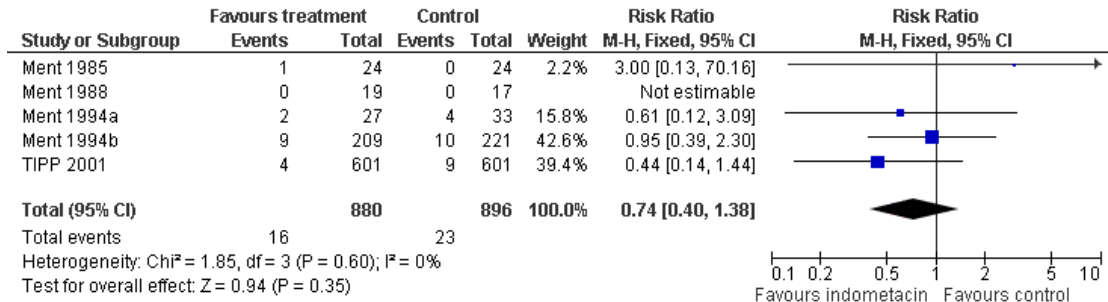 Favours treatment Control Risk Ratio Risk Ratio
Study or Subgroup Events Total Events Total Weight M-H, Fixed, 95% CI M-H, Fixed, 95% CI
Ment 1985 1 24 0 24 2.2% 3.00 [0.13, 70.16]
Ment 1988 0 19 0 17 Not estimable
Ment 1994a 2 27 4 33 15.8% 0.61 [0.12, 3.09]
Ment 1994b 9 209 10 221 42.6% 0.95 [0.39, 2.30]
TIPP 2001 4 601 9 601 39.4% 0.44 [0.14, 1.44]
Total (95% CI) 880 896 100.0% 0.74 [0.40, 1.38]
Total events 16 23
Heterogeneity: Chi² = 1.85, df = 3 (P = 0.60); I² = 0%
Test for overall effect: Z = 0.94 (P = 0.35)
0.1 0.2 0.5 1 2 5 10
Favours indometacin Favours control